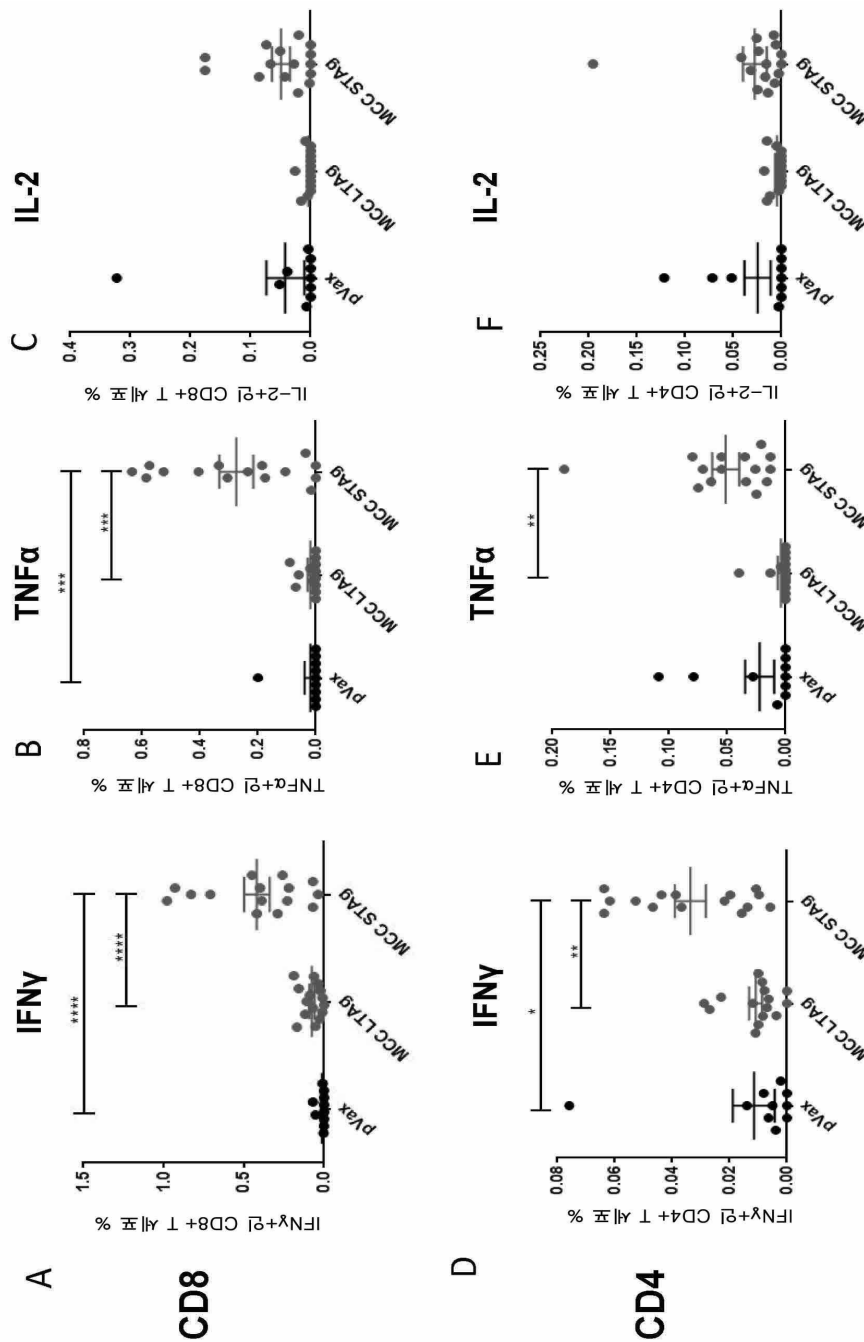 CD8
A
IFNγ
IFNγ+인 CD8+ T 세포 %
1.5
1.0
0.5
0.0
****
****
pVax
MCC LTAg
MCC STAg
B
TNFα
TNFα+인 CD8+ T 세포 %
0.8
0.6
0.4
0.2
0.0
***
***
pVax
MCC LTAg
MCC STAg
C
IL-2
IL-2+인 CD8+ T 세포 %
0.4
0.3
0.2
0.1
0.0
pVax
MCC LTAg
MCC STAg
CD4
D
IFNγ
IFNγ+인 CD4+ T 세포 %
0.08
0.06
0.04
0.02
0.00
*
**
pVax
MCC LTAg
MCC STAg
E
TNFα
TNFα+인 CD4+ T 세포 %
0.20
0.15
0.10
0.05
0.00
**
pVax
MCC LTAg
MCC STAg
F
IL-2
IL-2+인 CD4+ T 세포 %
0.25
0.20
0.15
0.10
0.05
0.00
pVax
MCC LTAg
MCC STAg